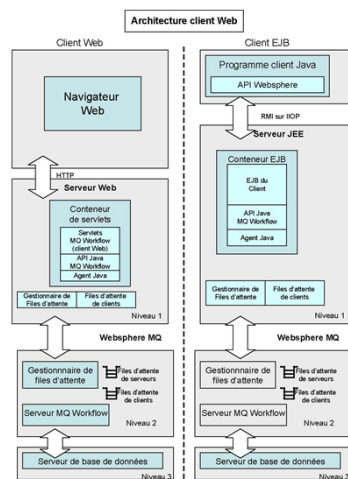 Architecture client Web
Client Web
Navigateur
Web
HTTP
Serveur Web
Conteneur
de servlets
Servlets
MQ Workflow
(client Web)
API Java
MQ Workflow
Agent Java
Gestionnaire de
Files d'attente
Files d'attente
de clients
Niveau 1
Websphere MQ
Gestionnnaire de
files d'attente
Files d'attente
de serveurs
Files d'attente
de clients
Serveur MQ Workflow
Niveau 2
Serveur de base de données
Niveau 3
Client EJB
Programme client Java
API Websphere
RMI sur IIOP
Serveur JEE
Conteneur EJB
EJB du
Client
API Java
MQ Workflow
Agent Java
Gestionnaire de
Files d'attente
Files d'attente
de clients
Niveau 1
Websphere MQ
Gestionnaire de
files d'attente
Files d'attente
de serveurs
Files d'attente
de clients
Serveur MQ Workflow
Niveau 2
Serveur de base de données
Niveau 3